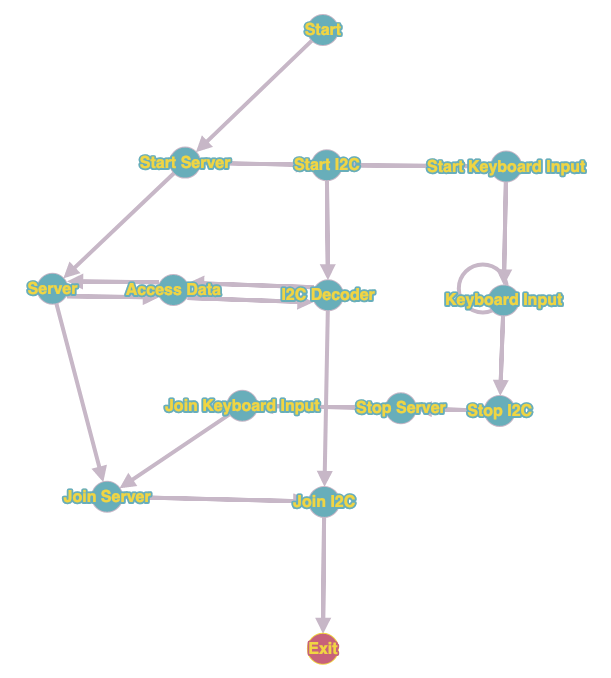 Start
Start Server
Start I2C
Start Keyboard Input
Server
Access Data
I2C Decoder
Keyboard Input
Join Keyboard Input
Stop Server
Stop I2C
Join Server
Join I2C
Exit